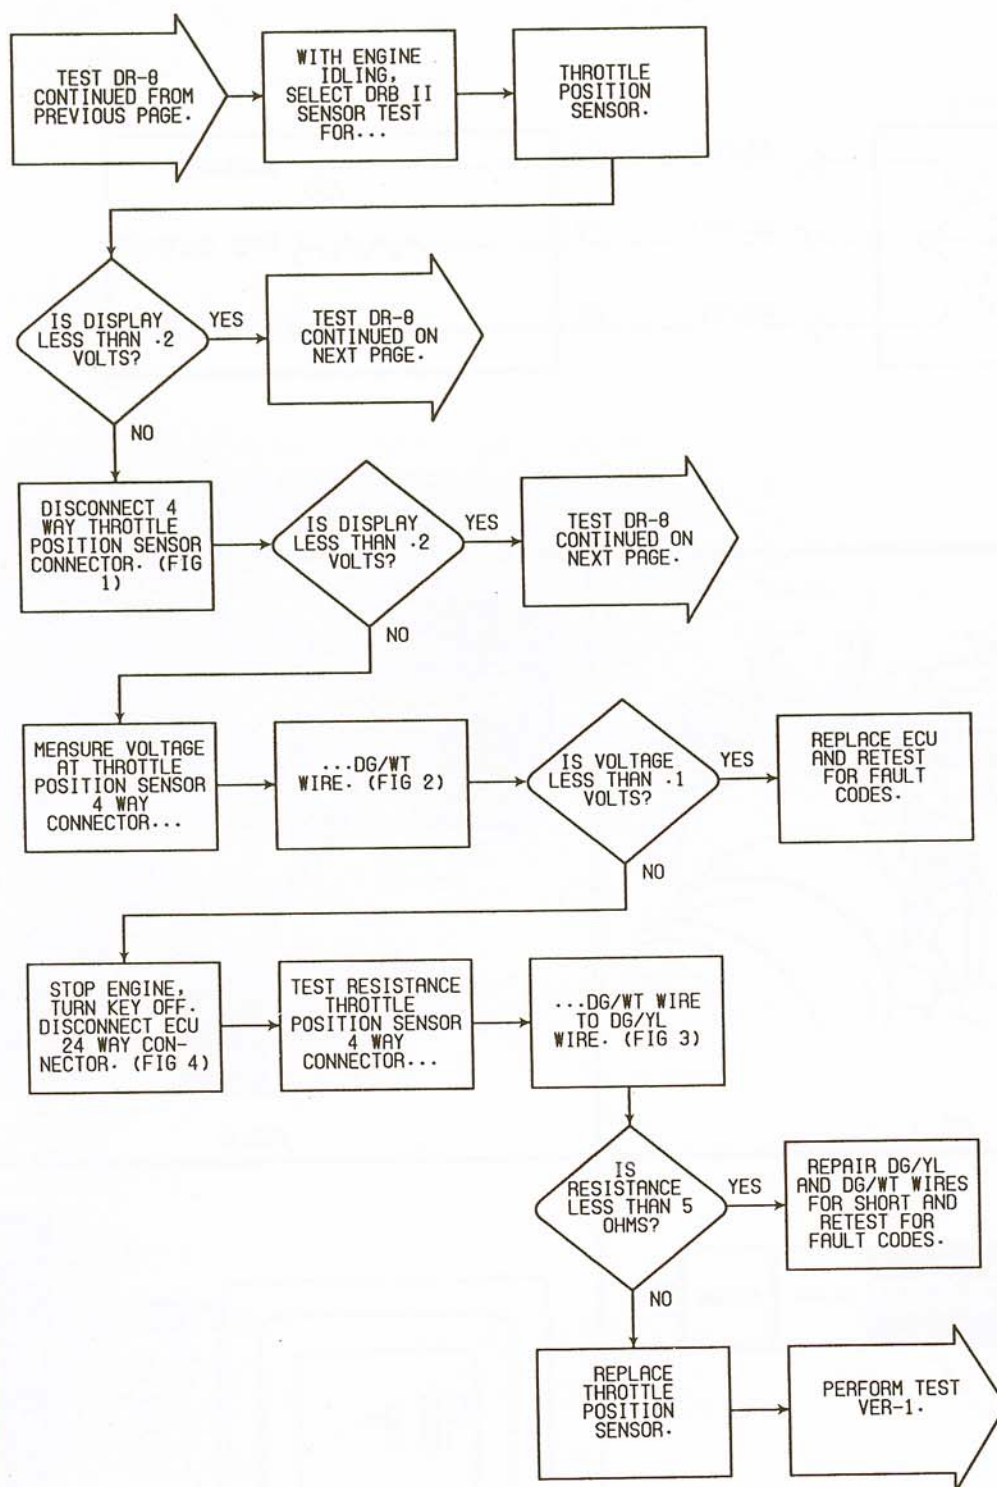 TEST DR-8
CONTINUED FROM
PREVIOUS PAGE.
WITH ENGINE
IDLING,
SELECT DRB II
SENSOR TEST
FOR...
THROTTLE
POSITION
SENSOR.
IS DISPLAY
LESS THAN .2
VOLTS?
YES
TEST DR-8
CONTINUED ON
NEXT PAGE.
NO
DISCONNECT 4
WAY THROTTLE
POSITION SENSOR
CONNECTOR. (FIG
1)
IS DISPLAY
LESS THAN .2
VOLTS?
YES
TEST DR-8
CONTINUED ON
NEXT PAGE.
NO
MEASURE VOLTAGE
AT THROTTLE
POSITION SENSOR
4 WAY
CONNECTOR...
...DG/WT
WIRE. (FIG 2)
IS VOLTAGE
LESS THAN .1
VOLTS?
YES
REPLACE ECU
AND RETEST
FOR FAULT
CODES.
NO
STOP ENGINE,
TURN KEY OFF.
DISCONNECT ECU
24 WAY CON-
NECTOR. (FIG 4)
TEST RESISTANCE
THROTTLE
POSITION SENSOR
4 WAY
CONNECTOR...
...DG/WT WIRE
TO DG/YL
WIRE. (FIG 3)
IS
RESISTANCE
LESS THAN 5
OHMS?
YES
REPAIR DG/YL
AND DG/WT WIRES
FOR SHORT AND
RETEST FOR
FAULT CODES.
NO
REPLACE
THROTTLE
POSITION
SENSOR.
PERFORM TEST
VER-1.